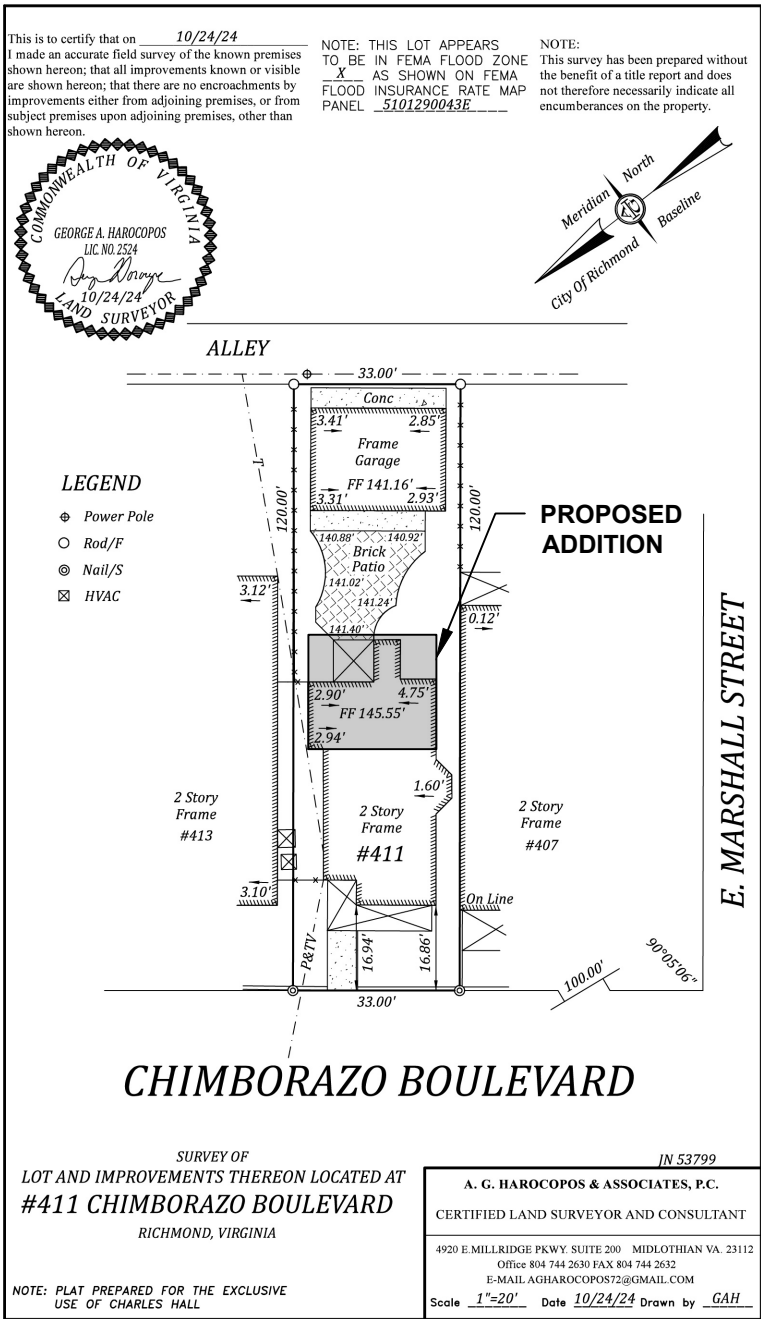 This is to certify that on 10/24/24
I made an accurate field survey of the known premises
shown hereon; that all improvements known or visible
are shown hereon; that there are no encroachments by
improvements either from adjoining premises, or from
subject premises upon adjoining premises, other than
shown hereon.
NOTE: THIS LOT APPEARS
TO BE IN FEMA FLOOD ZONE
X AS SHOWN ON FEMA
FLOOD INSURANCE RATE MAP
PANEL 5101290043E
NOTE:
This survey has been prepared without
the benefit of a title report and does
not therefore necessarily indicate all
encumberances on the property.
COMMONWEALTH OF VIRGINIA
GEORGE A. HAROCOPOS
LIC. NO. 2524
10/24/24
LAND SURVEYOR
Meridian North
City Of Richmond Baseline
ALLEY
33.00'
Conc
3.41' 2.85'
Frame
Garage
FF 141.16'
3.31' 2.93'
T
120.00'
120.00'
LEGEND
Power Pole
Rod/F
Nail/S
HVAC
PROPOSED
ADDITION
140.88' 140.92'
Brick
Patio
141.02'
141.24'
141.40'
3.12'
0.12'
2.90' 4.75'
FF 145.55'
2.94'
1.60'
2 Story
Frame
#413
2 Story
Frame
#411
2 Story
Frame
#407
3.10'
On Line
P&TV
16.94'
16.86'
33.00'
100.00'
90°05'06"
E. MARSHALL STREET
CHIMBORAZO BOULEVARD
SURVEY OF
LOT AND IMPROVEMENTS THEREON LOCATED AT
#411 CHIMBORAZO BOULEVARD
RICHMOND, VIRGINIA
NOTE: PLAT PREPARED FOR THE EXCLUSIVE
USE OF CHARLES HALL
JN 53799
A. G. HAROCOPOS & ASSOCIATES, P.C.
CERTIFIED LAND SURVEYOR AND CONSULTANT
4920 E.MILLRIDGE PKWY. SUITE 200 MIDLOTHIAN VA. 23112
Office 804 744 2630 FAX 804 744 2632
E-MAIL AGHAROCOPOS72@GMAIL.COM
Scale 1"=20' Date 10/24/24 Drawn by GAH